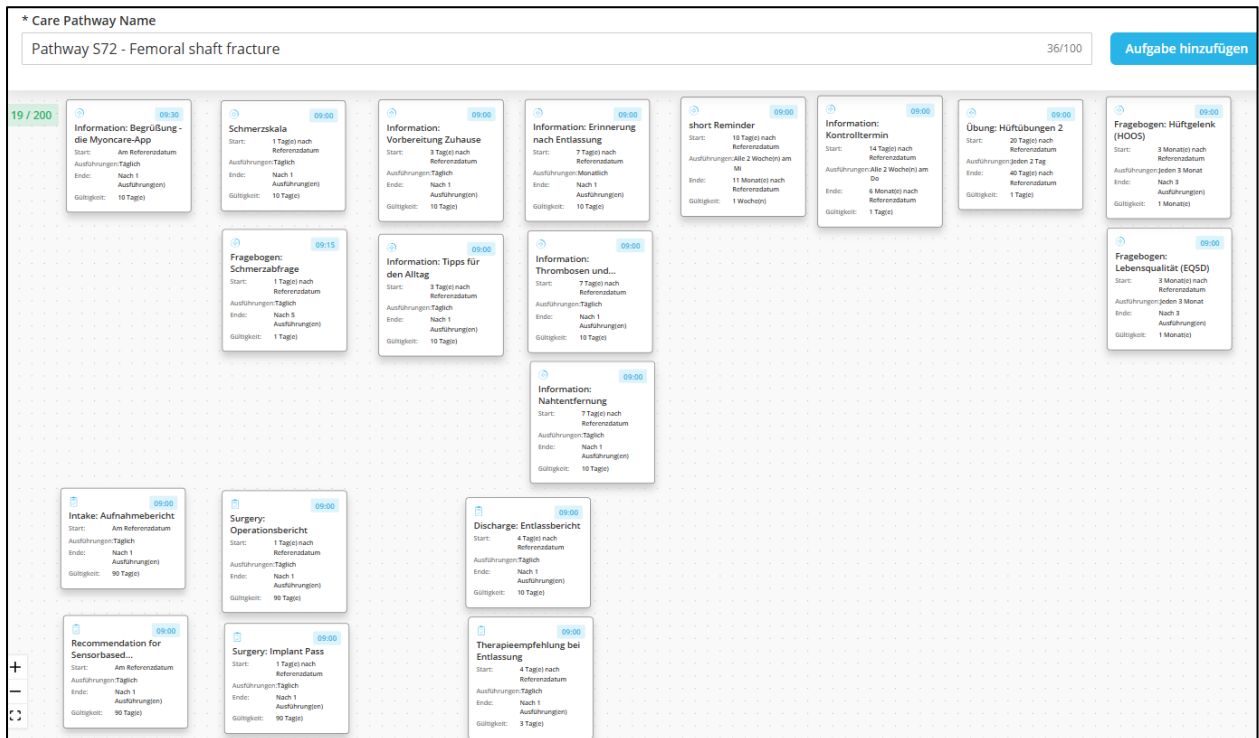 * Care Pathway Name
Pathway S72 - Femoral shaft fracture
36/100
Aufgabe hinzufügen
19 / 200
09:30
Information: Begrüßung -
die Myoncare-App
Start: Am Referenzdatum
Ausführungen:Täglich
Ende: Nach 1
Ausführung(en)
Gültigkeit: 10 Tag(e)
09:00
Schmerzskala
Start: 1 Tag(e) nach
Referenzdatum
Ausführungen:Täglich
Ende: Nach 1
Ausführung(en)
Gültigkeit: 10 Tag(e)
09:00
Information:
Vorbereitung Zuhause
Start: 3 Tag(e) nach
Referenzdatum
Ausführungen:Täglich
Ende: Nach 1
Ausführung(en)
Gültigkeit: 10 Tag(e)
09:00
Information: Erinnerung
nach Entlassung
Start: 7 Tag(e) nach
Referenzdatum
Ausführungen:Monatlich
Ende: Nach 1
Ausführung(en)
Gültigkeit: 10 Tag(e)
09:00
short Reminder
Start: 10 Tag(e) nach
Referenzdatum
Ausführungen:Alle 2 Woche(n) am
Mi
Ende: 11 Monat(e) nach
Referenzdatum
Gültigkeit: 1 Woche(n)
09:00
Information:
Kontrolltermin
Start: 14 Tag(e) nach
Referenzdatum
Ausführungen:Alle 2 Woche(n) am
Do
Ende: 6 Monat(e) nach
Referenzdatum
Gültigkeit: 1 Tag(e)
09:00
Übung: Hüftübungen 2
Start: 20 Tag(e) nach
Referenzdatum
Ausführungen:Jeden 2 Tag
Ende: 40 Tag(e) nach
Referenzdatum
Gültigkeit: 1 Tag(e)
09:00
Fragebogen: Hüftgelenk
(HOOS)
Start: 3 Monat(e) nach
Referenzdatum
Ausführungen:Jeden 3 Monat
Ende: Nach 3
Ausführung(en)
Gültigkeit: 1 Monat(e)
09:15
Fragebogen:
Schmerzabfrage
Start: 1 Tag(e) nach
Referenzdatum
Ausführungen:Täglich
Ende: Nach 5
Ausführung(en)
Gültigkeit: 1 Tag(e)
09:00
Information: Tipps für
den Alltag
Start: 3 Tag(e) nach
Referenzdatum
Ausführungen:Täglich
Ende: Nach 1
Ausführung(en)
Gültigkeit: 10 Tag(e)
09:00
Information:
Thrombosen und...
Start: 7 Tag(e) nach
Referenzdatum
Ausführungen:Täglich
Ende: Nach 1
Ausführung(en)
Gültigkeit: 10 Tag(e)
09:00
Fragebogen:
Lebensqualität (EQ5D)
Start: 3 Monat(e) nach
Referenzdatum
Ausführungen:Jeden 3 Monat
Ende: Nach 3
Ausführung(en)
Gültigkeit: 1 Monat(e)
09:00
Information:
Nahtentfernung
Start: 7 Tag(e) nach
Referenzdatum
Ausführungen:Täglich
Ende: Nach 1
Ausführung(en)
Gültigkeit: 10 Tag(e)
09:00
Intake: Aufnahmebericht
Start: Am Referenzdatum
Ausführungen:Täglich
Ende: Nach 1
Ausführung(en)
Gültigkeit: 90 Tag(e)
09:00
Surgery:
Operationsbericht
Start: 1 Tag(e) nach
Referenzdatum
Ausführungen:Täglich
Ende: Nach 1
Ausführung(en)
Gültigkeit: 90 Tag(e)
09:00
Discharge: Entlassbericht
Start: 4 Tag(e) nach
Referenzdatum
Ausführungen:Täglich
Ende: Nach 1
Ausführung(en)
Gültigkeit: 10 Tag(e)
09:00
Recommendation for
Sensorbased...
Start: Am Referenzdatum
Ausführungen:Täglich
Ende: Nach 1
Ausführung(en)
Gültigkeit: 90 Tag(e)
09:00
Surgery: Implant Pass
Start: 1 Tag(e) nach
Referenzdatum
Ausführungen:Täglich
Ende: Nach 1
Ausführung(en)
Gültigkeit: 90 Tag(e)
09:00
Therapieempfehlung bei
Entlassung
Start: 4 Tag(e) nach
Referenzdatum
Ausführungen:Täglich
Ende: Nach 1
Ausführung(en)
Gültigkeit: 3 Tag(e)